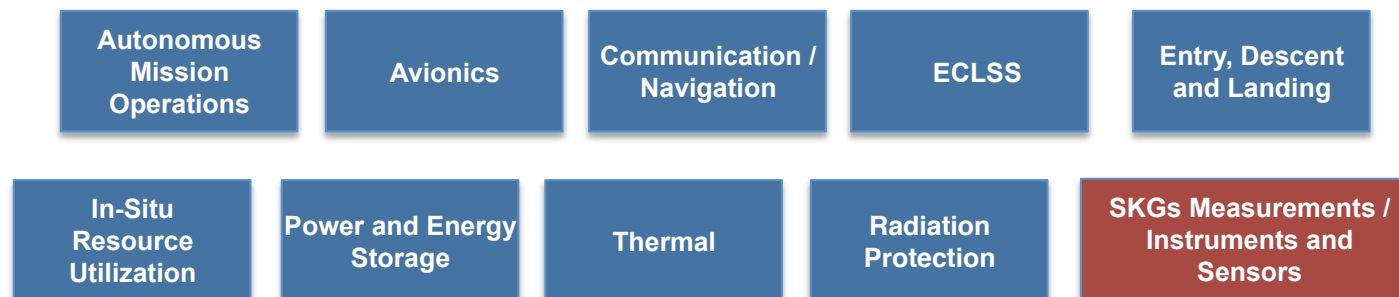 Autonomous
Mission
Operations
Avionics
Communication /
Navigation
ECLSS
Entry, Descent
and Landing
In-Situ
Resource
Utilization
Power and Energy
Storage
Thermal
Radiation
Protection
SKGs Measurements /
Instruments and
Sensors